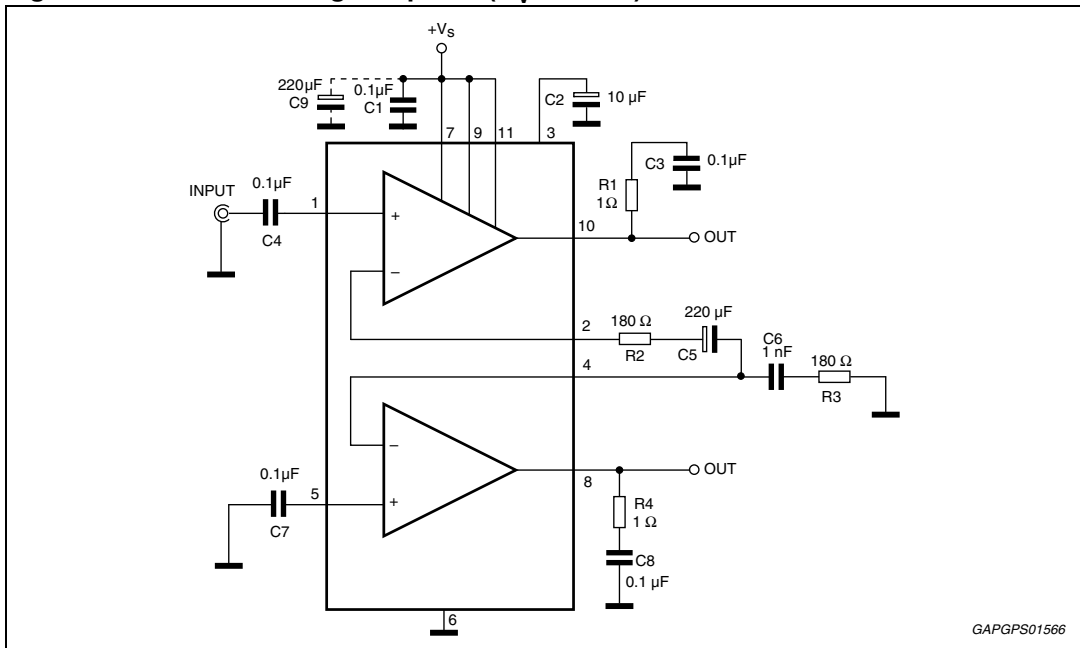 +Vs
220µF
C9
0.1µF
C1
C2
10 µF
7
9
11
3
C3
0.1µF
R1
1Ω
INPUT
0.1µF
C4
1
+
−
10
OUT
2
180 Ω
R2
220 µF
C5
C6
1 nF
180 Ω
R3
4
0.1µF
C7
5
−
+
8
OUT
R4
1 Ω
C8
0.1 µF
6
GAPGPS01566